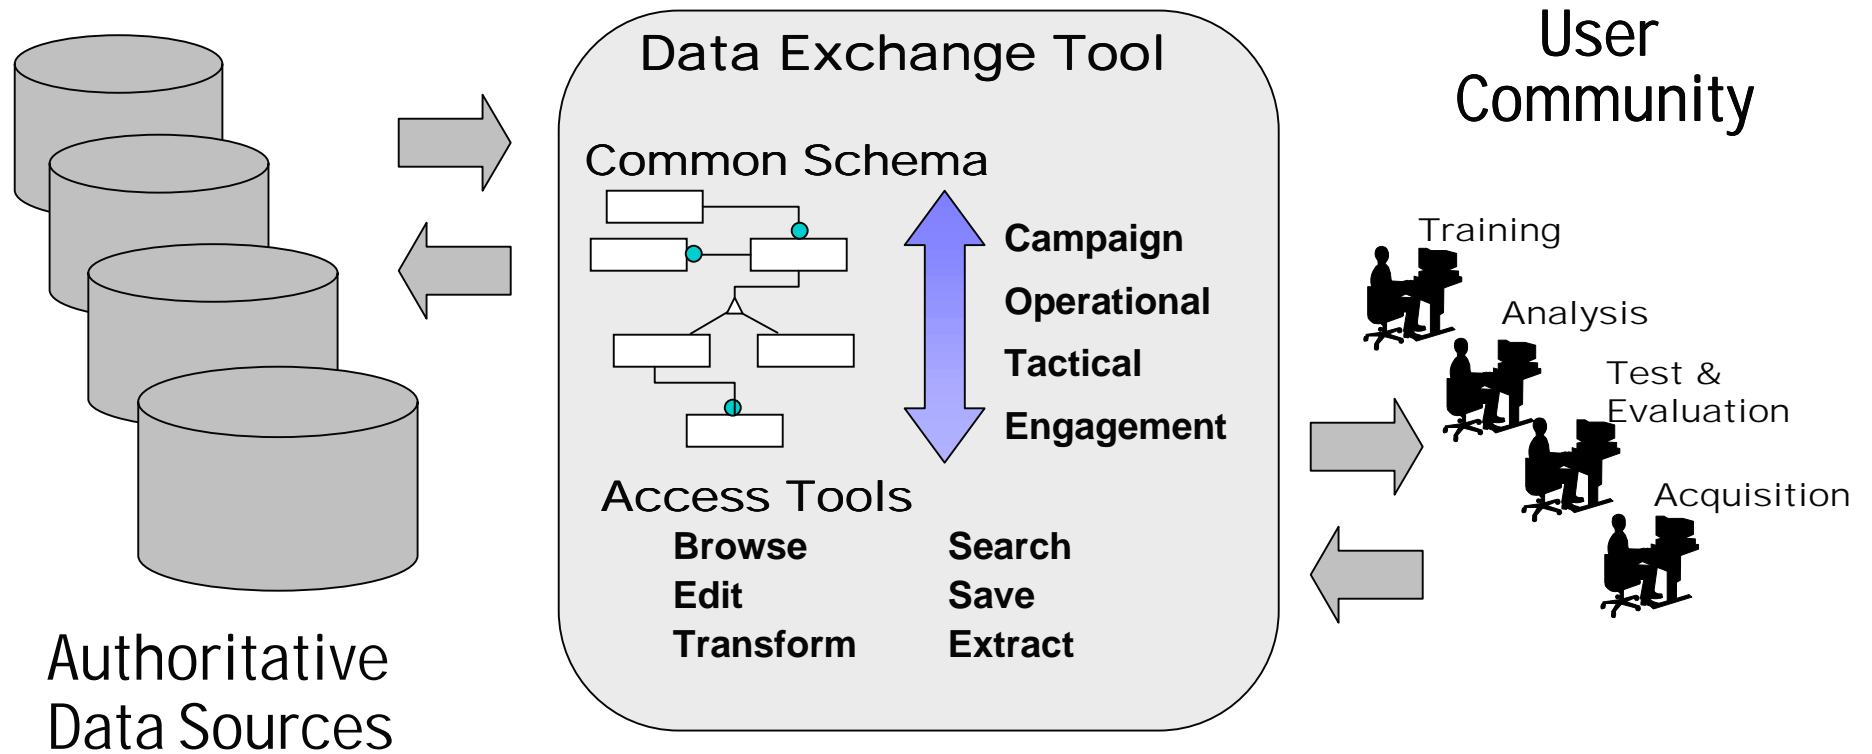 Data Exchange Tool
User
Community
Common Schema
Campaign
Operational
Tactical
Engagement
Access Tools
Browse
Search
Edit
Save
Transform
Extract
Training
Analysis
Test &
Evaluation
Acquisition
Authoritative
Data Sources